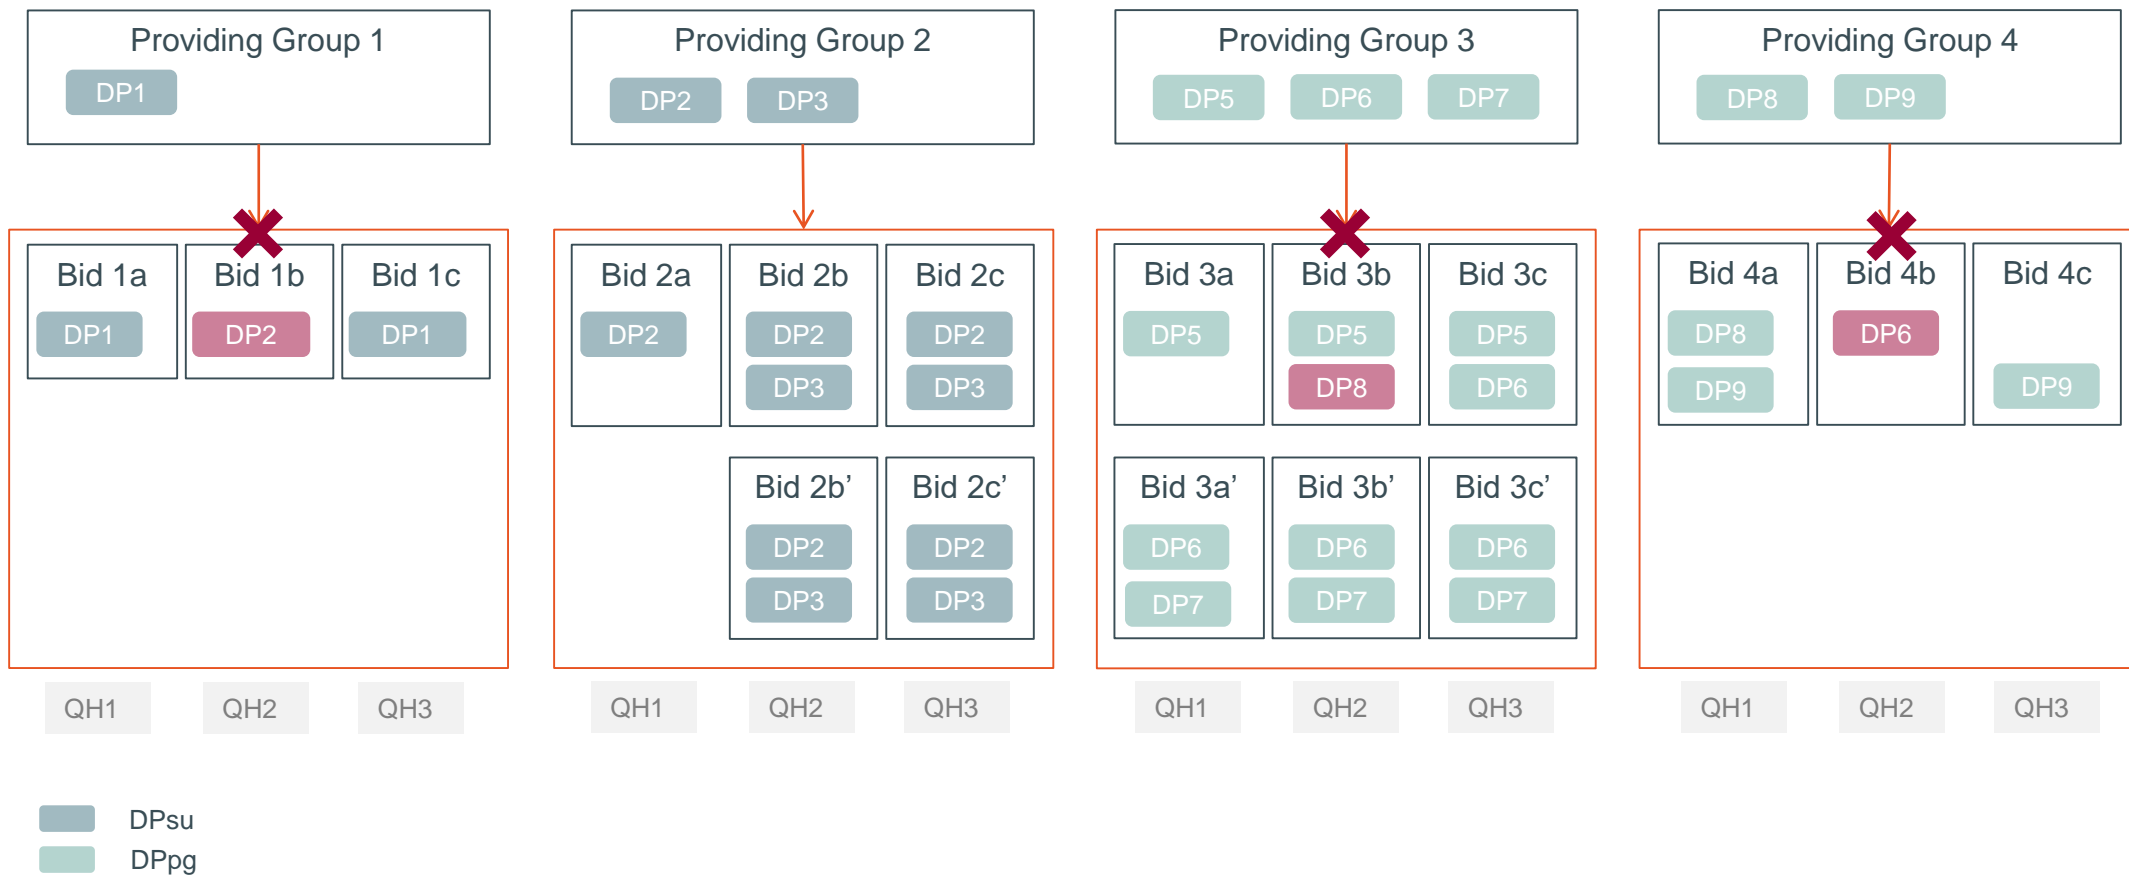 Providing Group 1
DP1
Providing Group 2
DP2 DP3
Providing Group 3
DP5 DP6 DP7
Providing Group 4
DP8 DP9
Bid 1a
DP1
Bid 1b
DP2
Bid 1c
DP1
Bid 2a
DP2
Bid 2b
DP2
DP3
Bid 2c
DP2
DP3
Bid 2b’
DP2
DP3
Bid 2c’
DP2
DP3
Bid 3a
DP5
Bid 3b
DP5
DP8
Bid 3c
DP5
DP6
Bid 3a’
DP6
DP7
Bid 3b’
DP6
DP7
Bid 3c’
DP6
DP7
Bid 4a
DP8
DP9
Bid 4b
DP6
Bid 4c
DP9
QH1 QH2 QH3
QH1 QH2 QH3
QH1 QH2 QH3
QH1 QH2 QH3
DPsu
DPpg